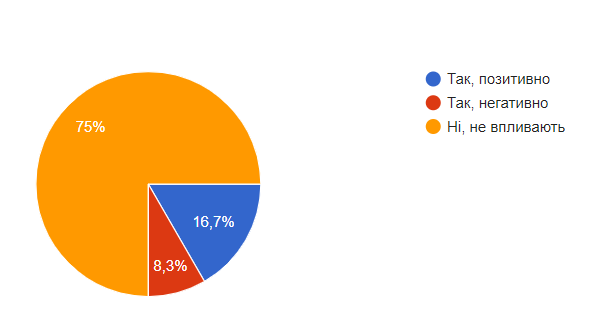 Так, позитивно
Так, негативно
Ні, не впливають
75%
16,7%
8,3%